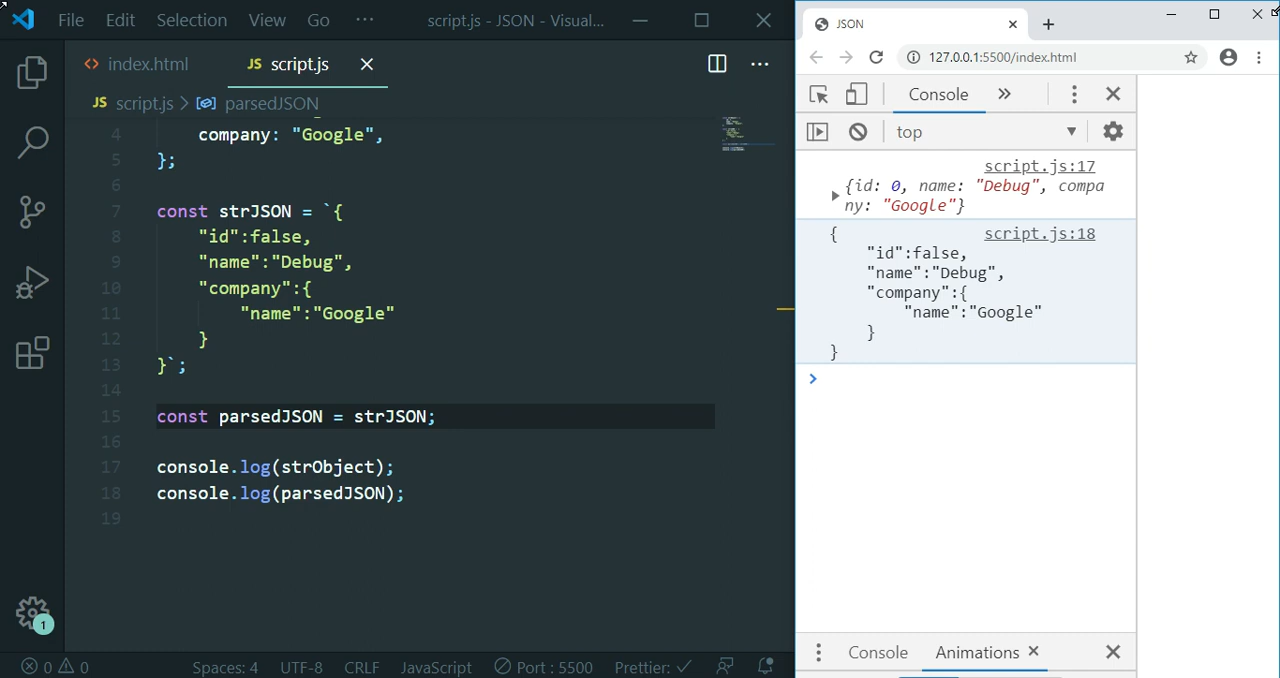 File Edit Selection View Go ··· script.js - JSON - Visual...
<> index.html JS script.js
JS script.js > parsedJSON
4 company: "Google",
5 };
6
7 const strJSON = `{
8 "id":false,
9 "name":"Debug",
10 "company":{
11 "name":"Google"
12 }
13 }`;
14
15 const parsedJSON = strJSON;
16
17 console.log(strObject);
18 console.log(parsedJSON);
19
1
0 0 Spaces: 4 UTF-8 CRLF JavaScript Port : 5500 Prettier: ✓
JSON
127.0.0.1:5500/index.html
Console »
top
script.js:17
{id: 0, name: "Debug", compa
ny: "Google"}
{ script.js:18
"id":false,
"name":"Debug",
"company":{
"name":"Google"
}
}
>
Console Animations